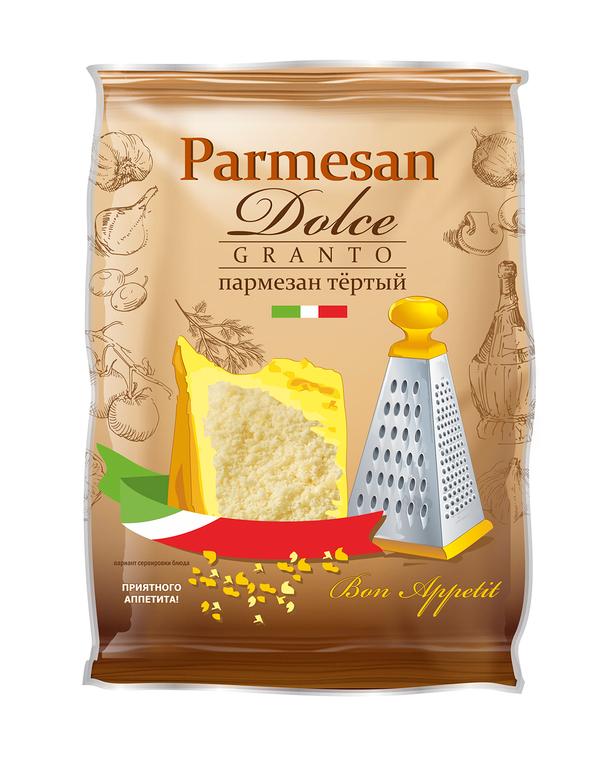 Parmesan
Dolce
GRANTO
пармезан тёртый
вариант сервировки блюда
ПРИЯТНОГО
АППЕТИТА!
Bon Appetit